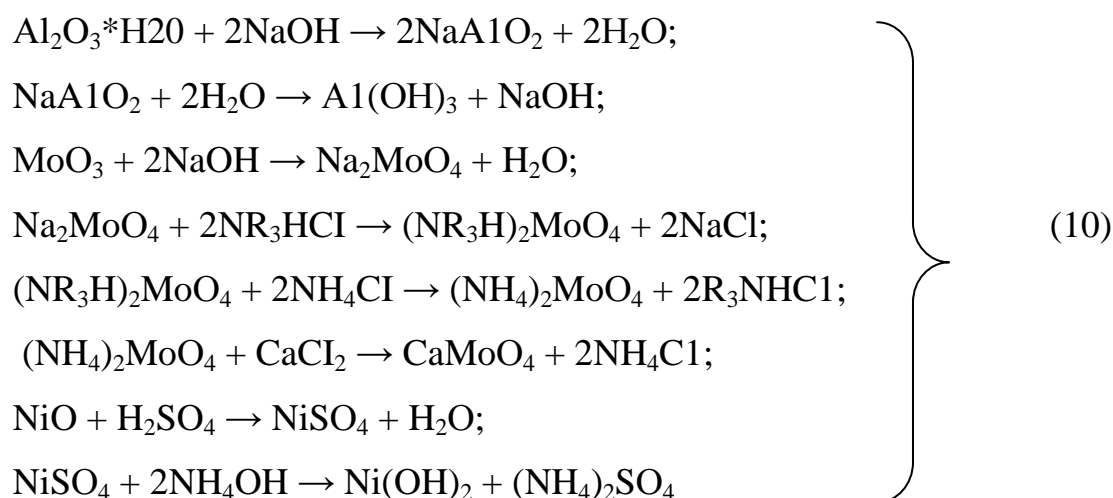 Al₂O₃*H20 + 2NaOH → 2NaA1O₂ + 2H₂O;
NaA1O₂ + 2H₂O → A1(OH)₃ + NaOH;
MoO₃ + 2NaOH → Na₂MoO₄ + H₂O;
Na₂MoO₄ + 2NR₃HCI → (NR₃H)₂MoO₄ + 2NaCl;
(10)
(NR₃H)₂MoO₄ + 2NH₄CI → (NH₄)₂MoO₄ + 2R₃NHC1;
(NH₄)₂MoO₄ + CaCI₂ → CaMoO₄ + 2NH₄C1;
NiO + H₂SO₄ → NiSO₄ + H₂O;
NiSO₄ + 2NH₄OH → Ni(OH)₂ + (NH₄)₂SO₄